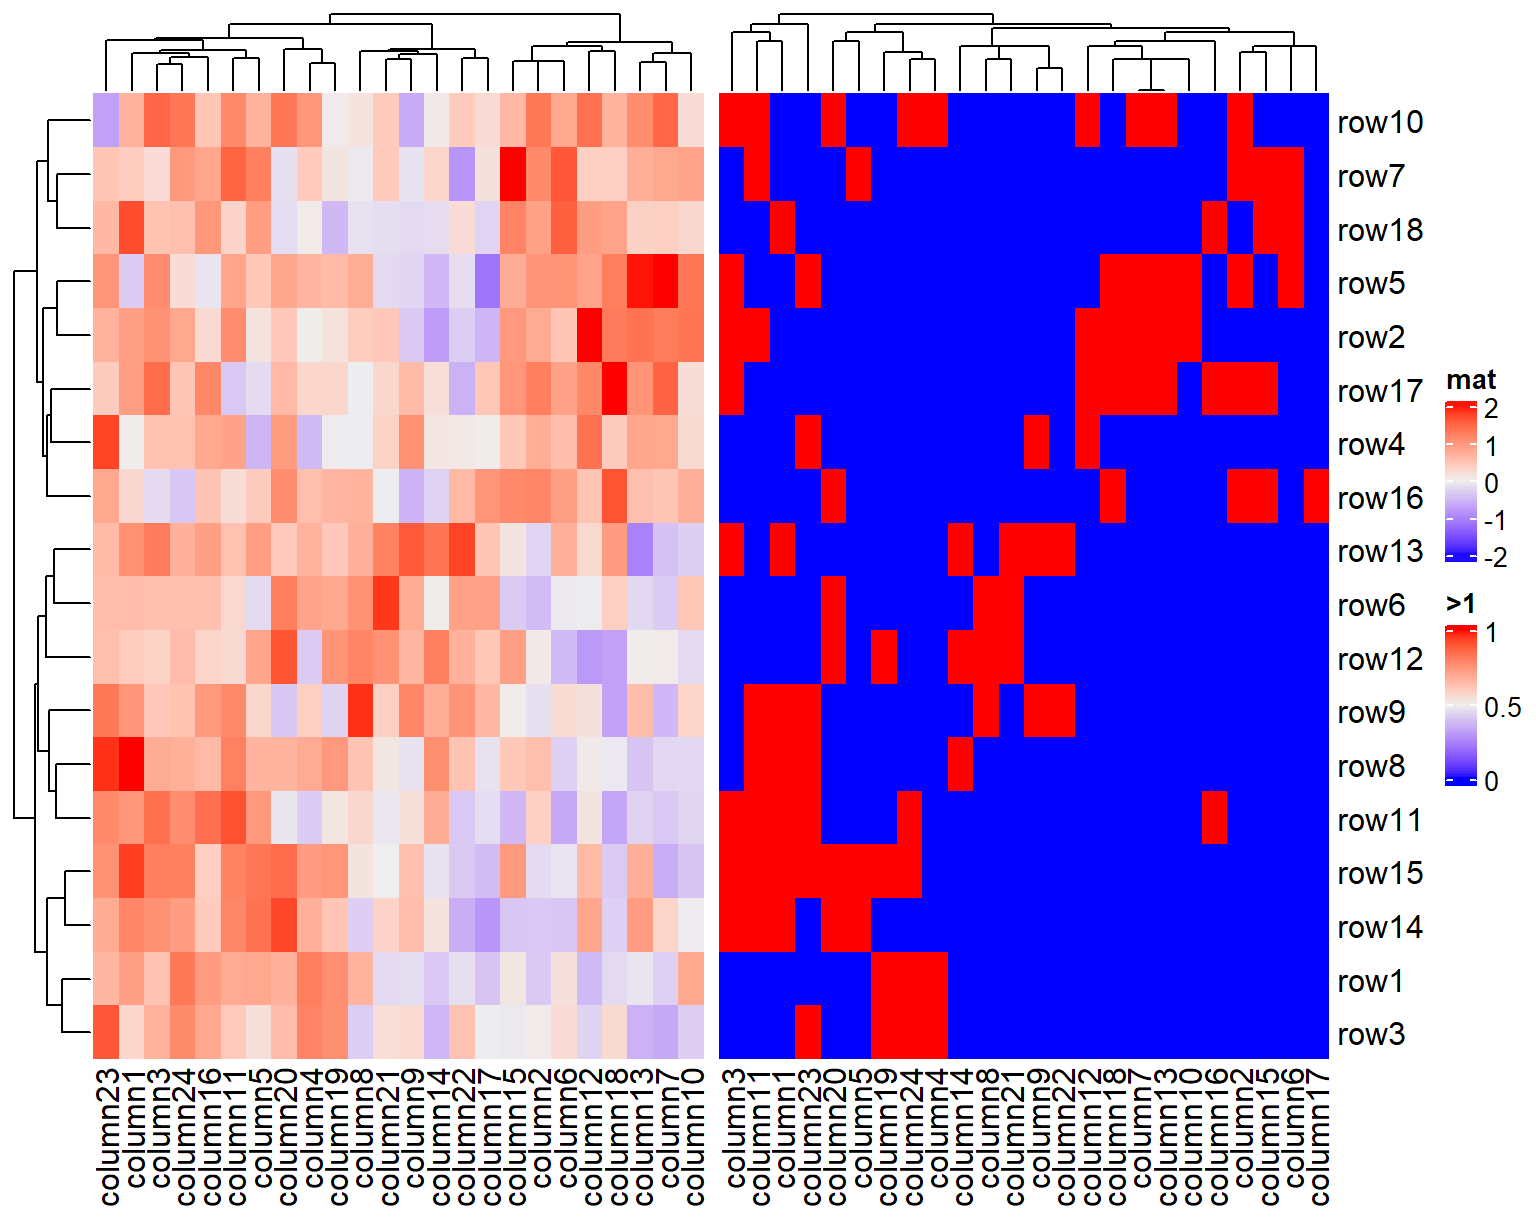 row10
row7
row18
row5
row2
row17
row4
row16
row13
row6
row12
row9
row8
row11
row15
row14
row1
row3
mat
2
1
0
-1
-2
>1
1
0.5
0
column23
column1
column3
column24
column16
column11
column5
column20
column4
column19
column8
column21
column9
column14
column22
column17
column15
column2
column6
column12
column18
column13
column7
column10
column3
column11
column1
column23
column20
column5
column19
column24
column4
column14
column8
column21
column9
column22
column12
column18
column7
column13
column10
column16
column2
column15
column6
column17